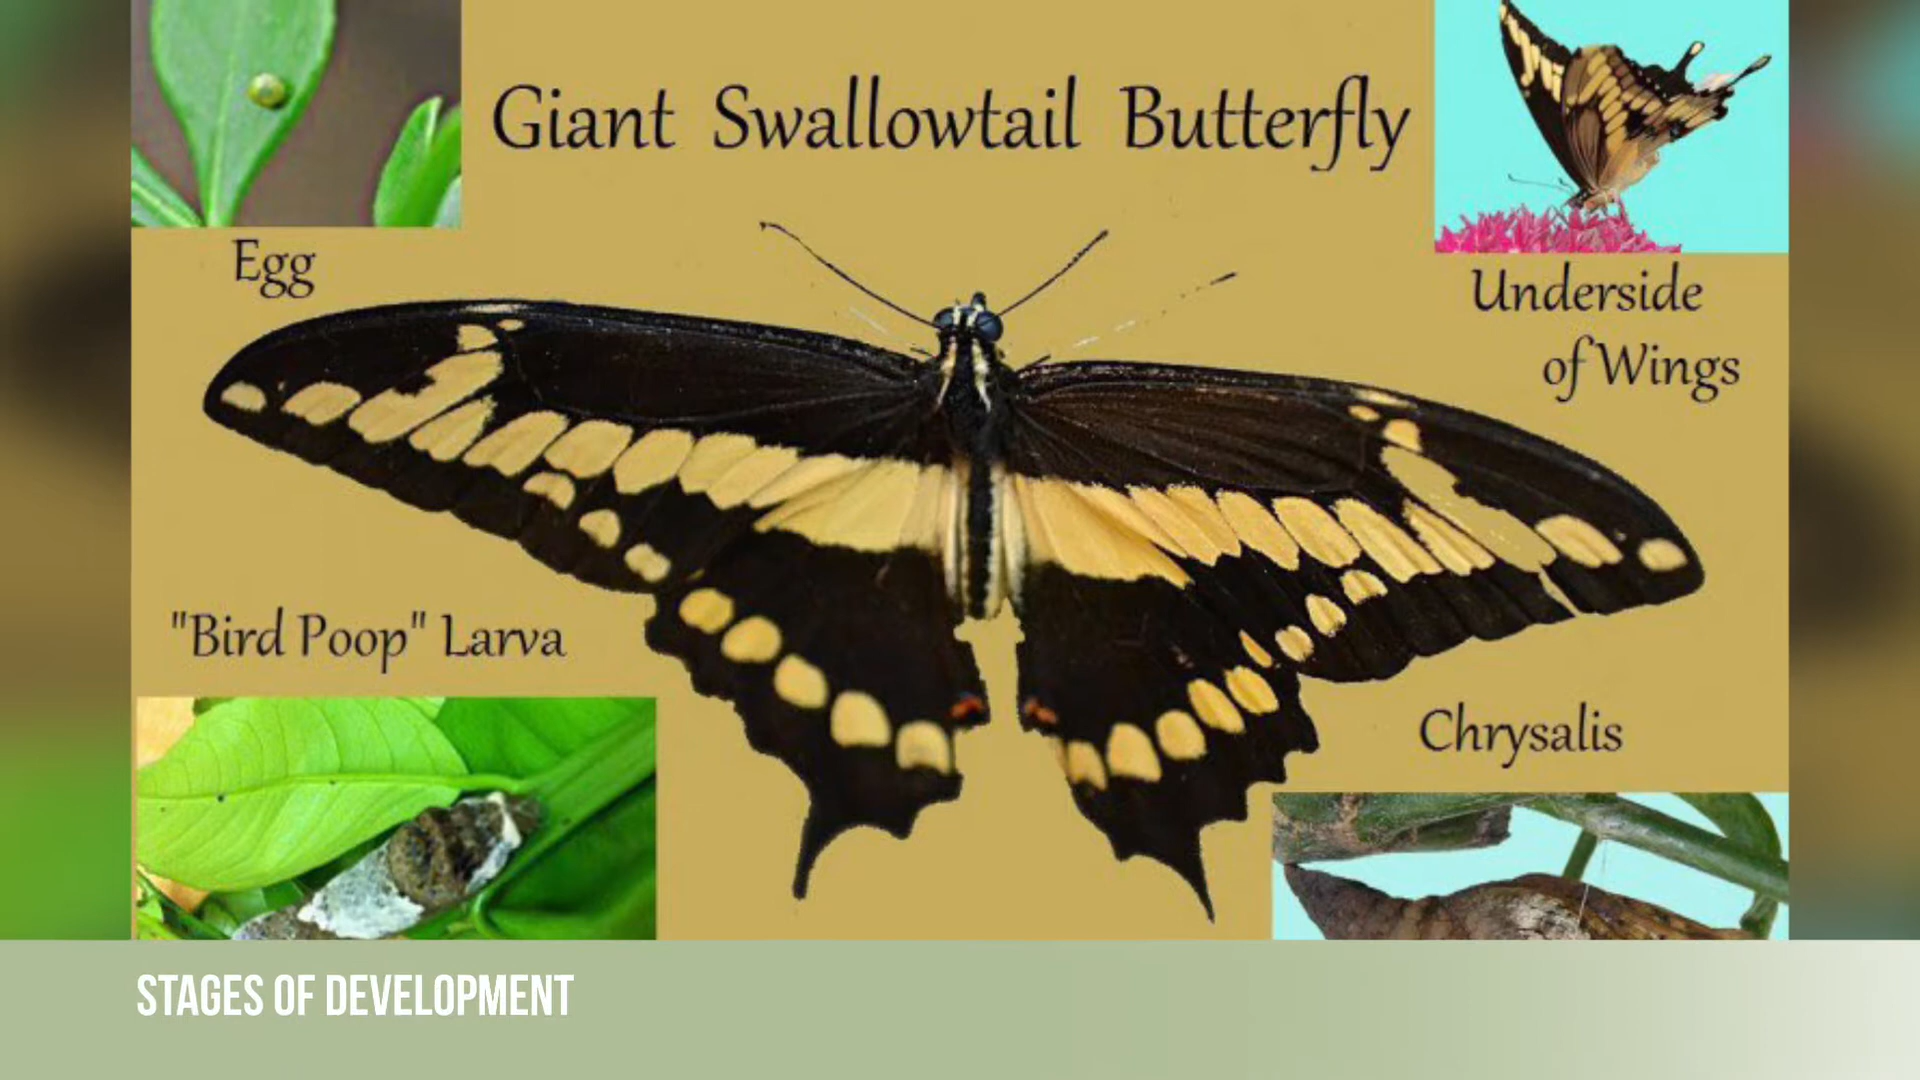 Giant Swallowtail Butterfly
Egg
Underside
of Wings
"Bird Poop" Larva
Chrysalis
STAGES OF DEVELOPMENT